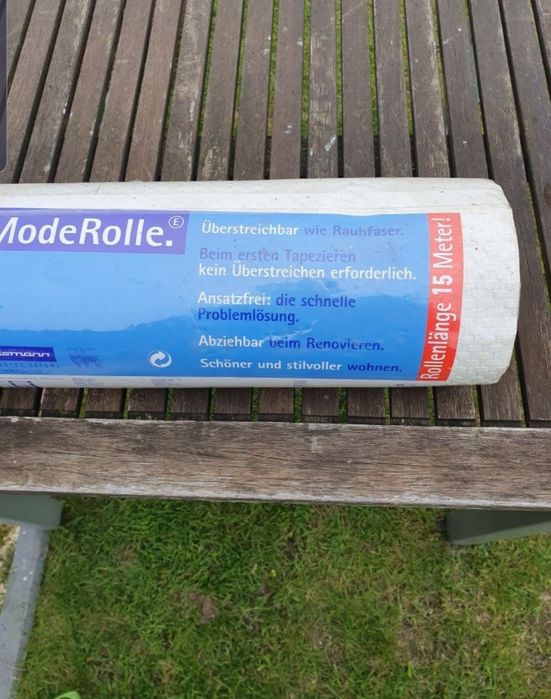 ModeRolle.Ⓔ
Überstreichbar wie Rauhfaser.
Beim ersten Tapezieren
kein Überstreichen erforderlich.
Ansatzfrei: die schnelle
Problemlösung.
Abziehbar beim Renovieren.
Schöner und stilvoller wohnen.
Rollenlänge 15 Meter!